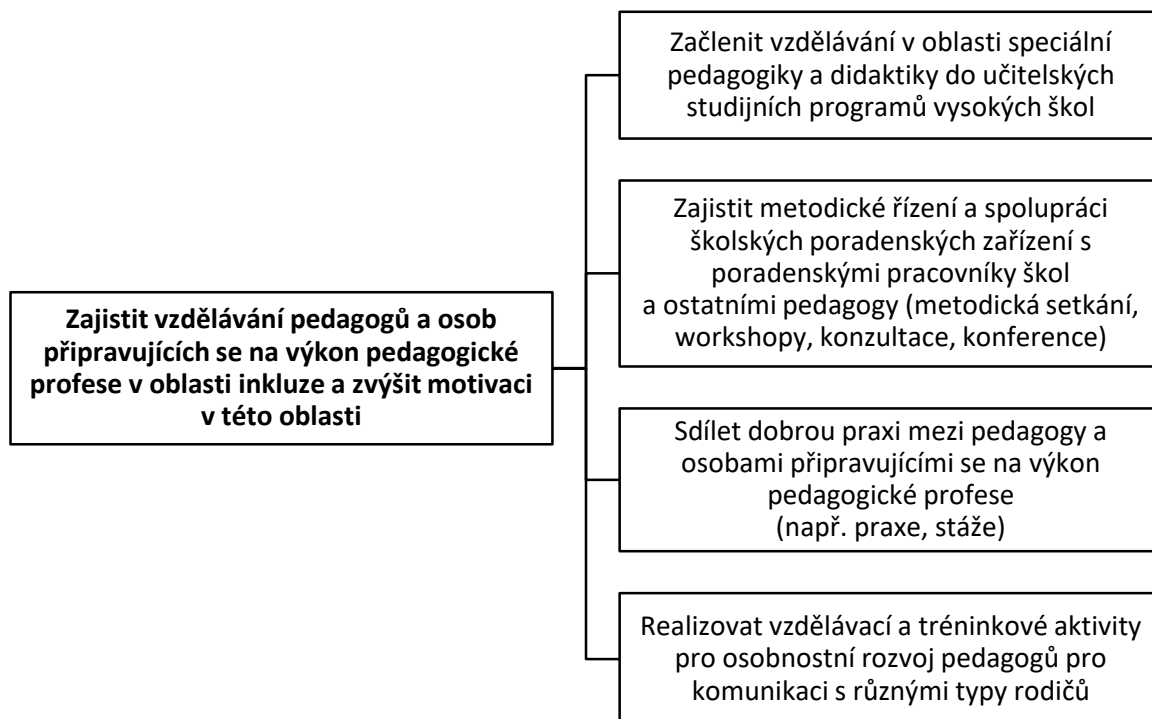 Začlenit vzdělávání v oblasti speciální
pedagogiky a didaktiky do učitelských
studijních programů vysokých škol
Zajistit metodické řízení a spolupráci
školských poradenských zařízení s
poradenskými pracovníky škol
a ostatními pedagogy (metodická setkání,
workshopy, konzultace, konference)
Zajistit vzdělávání pedagogů a osob
připravujících se na výkon pedagogické
profese v oblasti inkluze a zvýšit motivaci
v této oblasti
Sdílet dobrou praxi mezi pedagogy a
osobami připravujícími se na výkon
pedagogické profese
(např. praxe, stáže)
Realizovat vzdělávací a tréninkové aktivity
pro osobnostní rozvoj pedagogů pro
komunikaci s různými typy rodičů